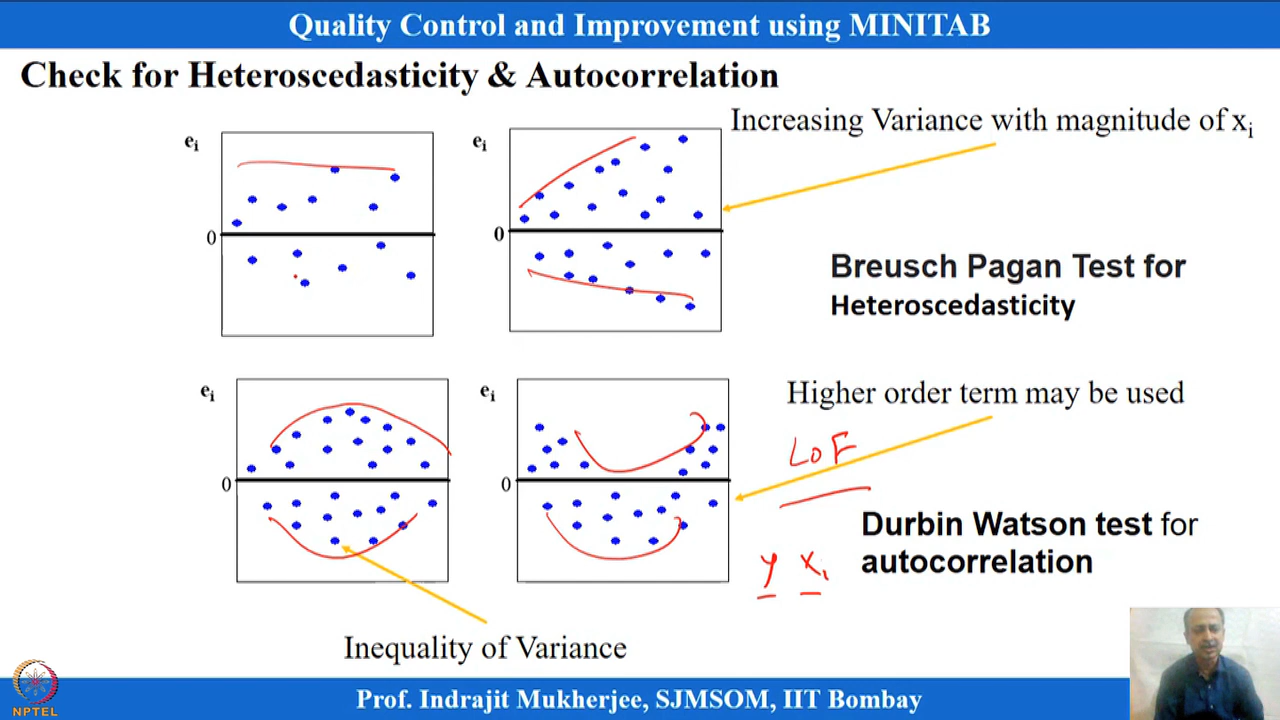 Quality Control and Improvement using MINITAB
Check for Heteroscedasticity & Autocorrelation
Increasing Variance with magnitude of xi
ei
ei
0
0
Breusch Pagan Test for
Heteroscedasticity
ei
ei
Higher order term may be used
LoF
0
0
Durbin Watson test for
autocorrelation
y x1
Inequality of Variance
NPTEL
Prof. Indrajit Mukherjee, SJMSOM, IIT Bombay